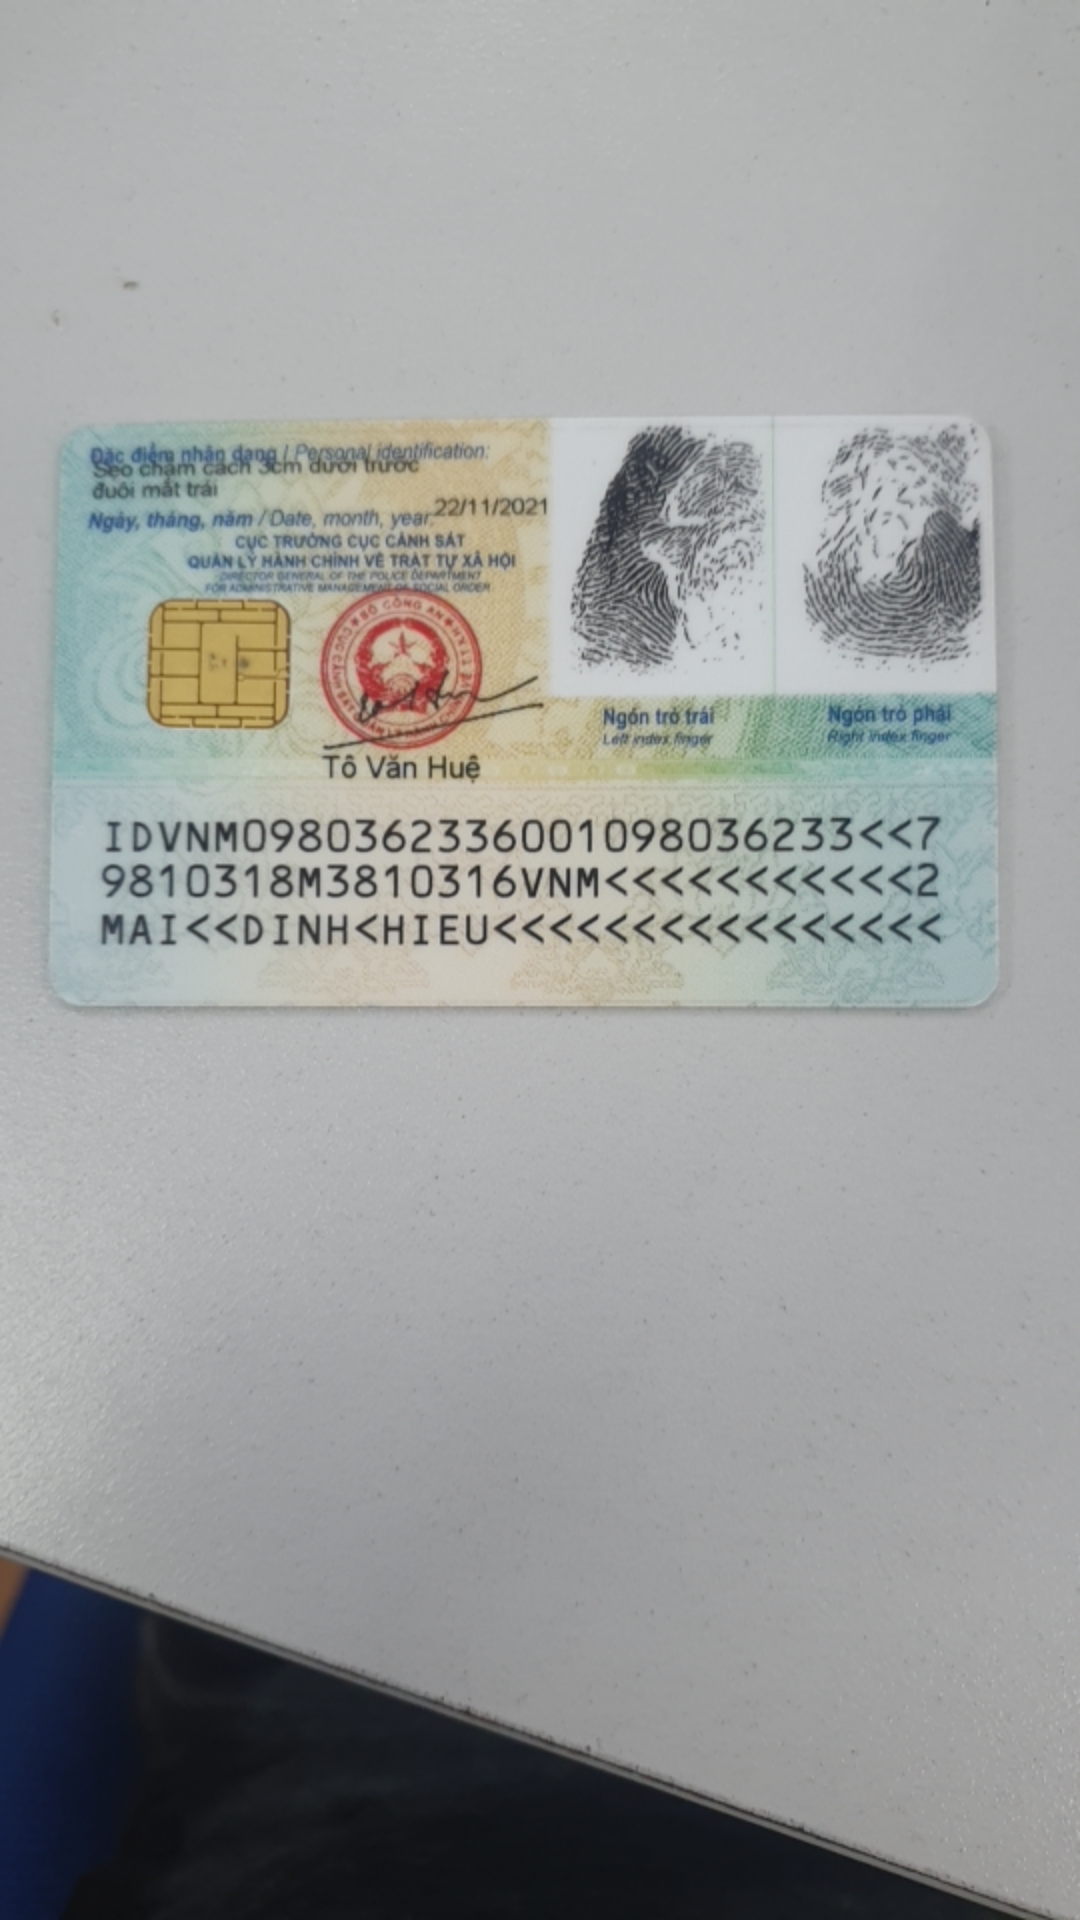 Đặc điểm nhận dạng / Personal identification:
Sẹo chấm cách 3cm dưới trước
đuôi mắt trái
Ngày, tháng, năm / Date, month, year: 22/11/2021
CỤC TRƯỞNG CỤC CẢNH SÁT
QUẢN LÝ HÀNH CHÍNH VỀ TRẬT TỰ XÃ HỘI
DIRECTOR GENERAL OF THE POLICE DEPARTMENT
FOR ADMINISTRATIVE MANAGEMENT OF SOCIAL ORDER
BỘ CÔNG AN
Tô Văn Huệ
Ngón trỏ trái
Left index finger
Ngón trỏ phải
Right index finger
IDVNM0980362336001098036233<<7
9810318M3810316VNM<<<<<<<<<<<2
MAI<<DINH<HIEU<<<<<<<<<<<<<<<<